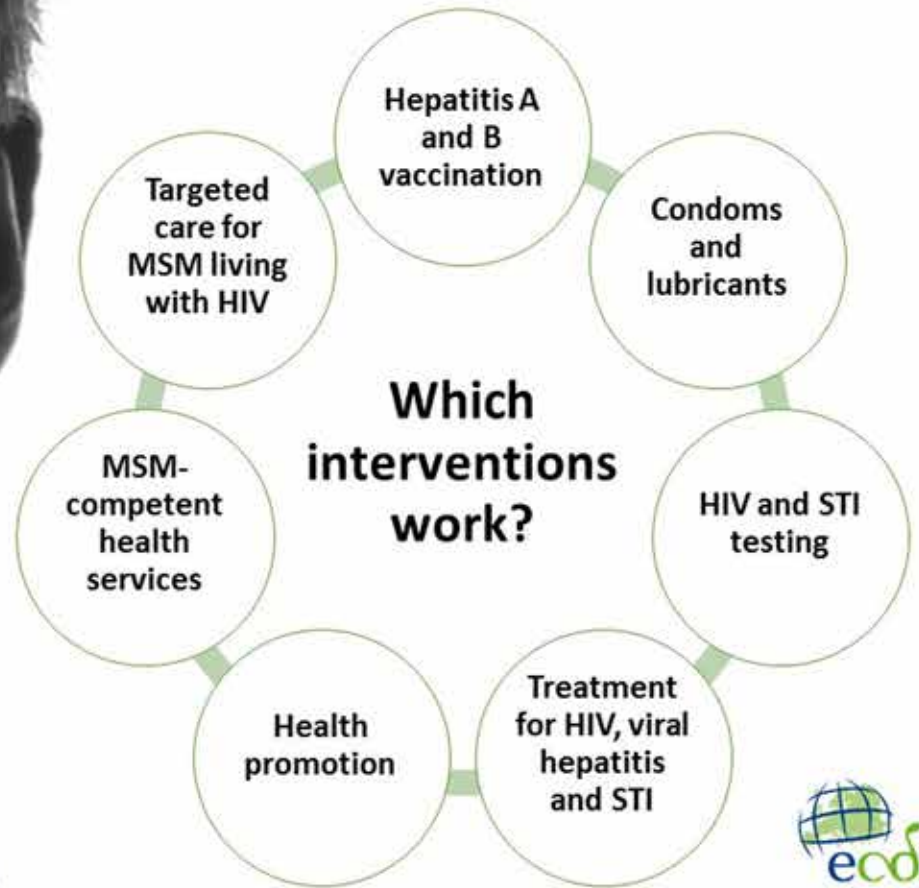 Hepatitis A
and B
vaccination
Condoms
and
lubricants
HIV and STI
testing
Treatment
for HIV, viral
hepatitis
and STI
Health
promotion
MSM-
competent
health
services
Targeted
care for
MSM living
with HIV
Which
interventions
work?